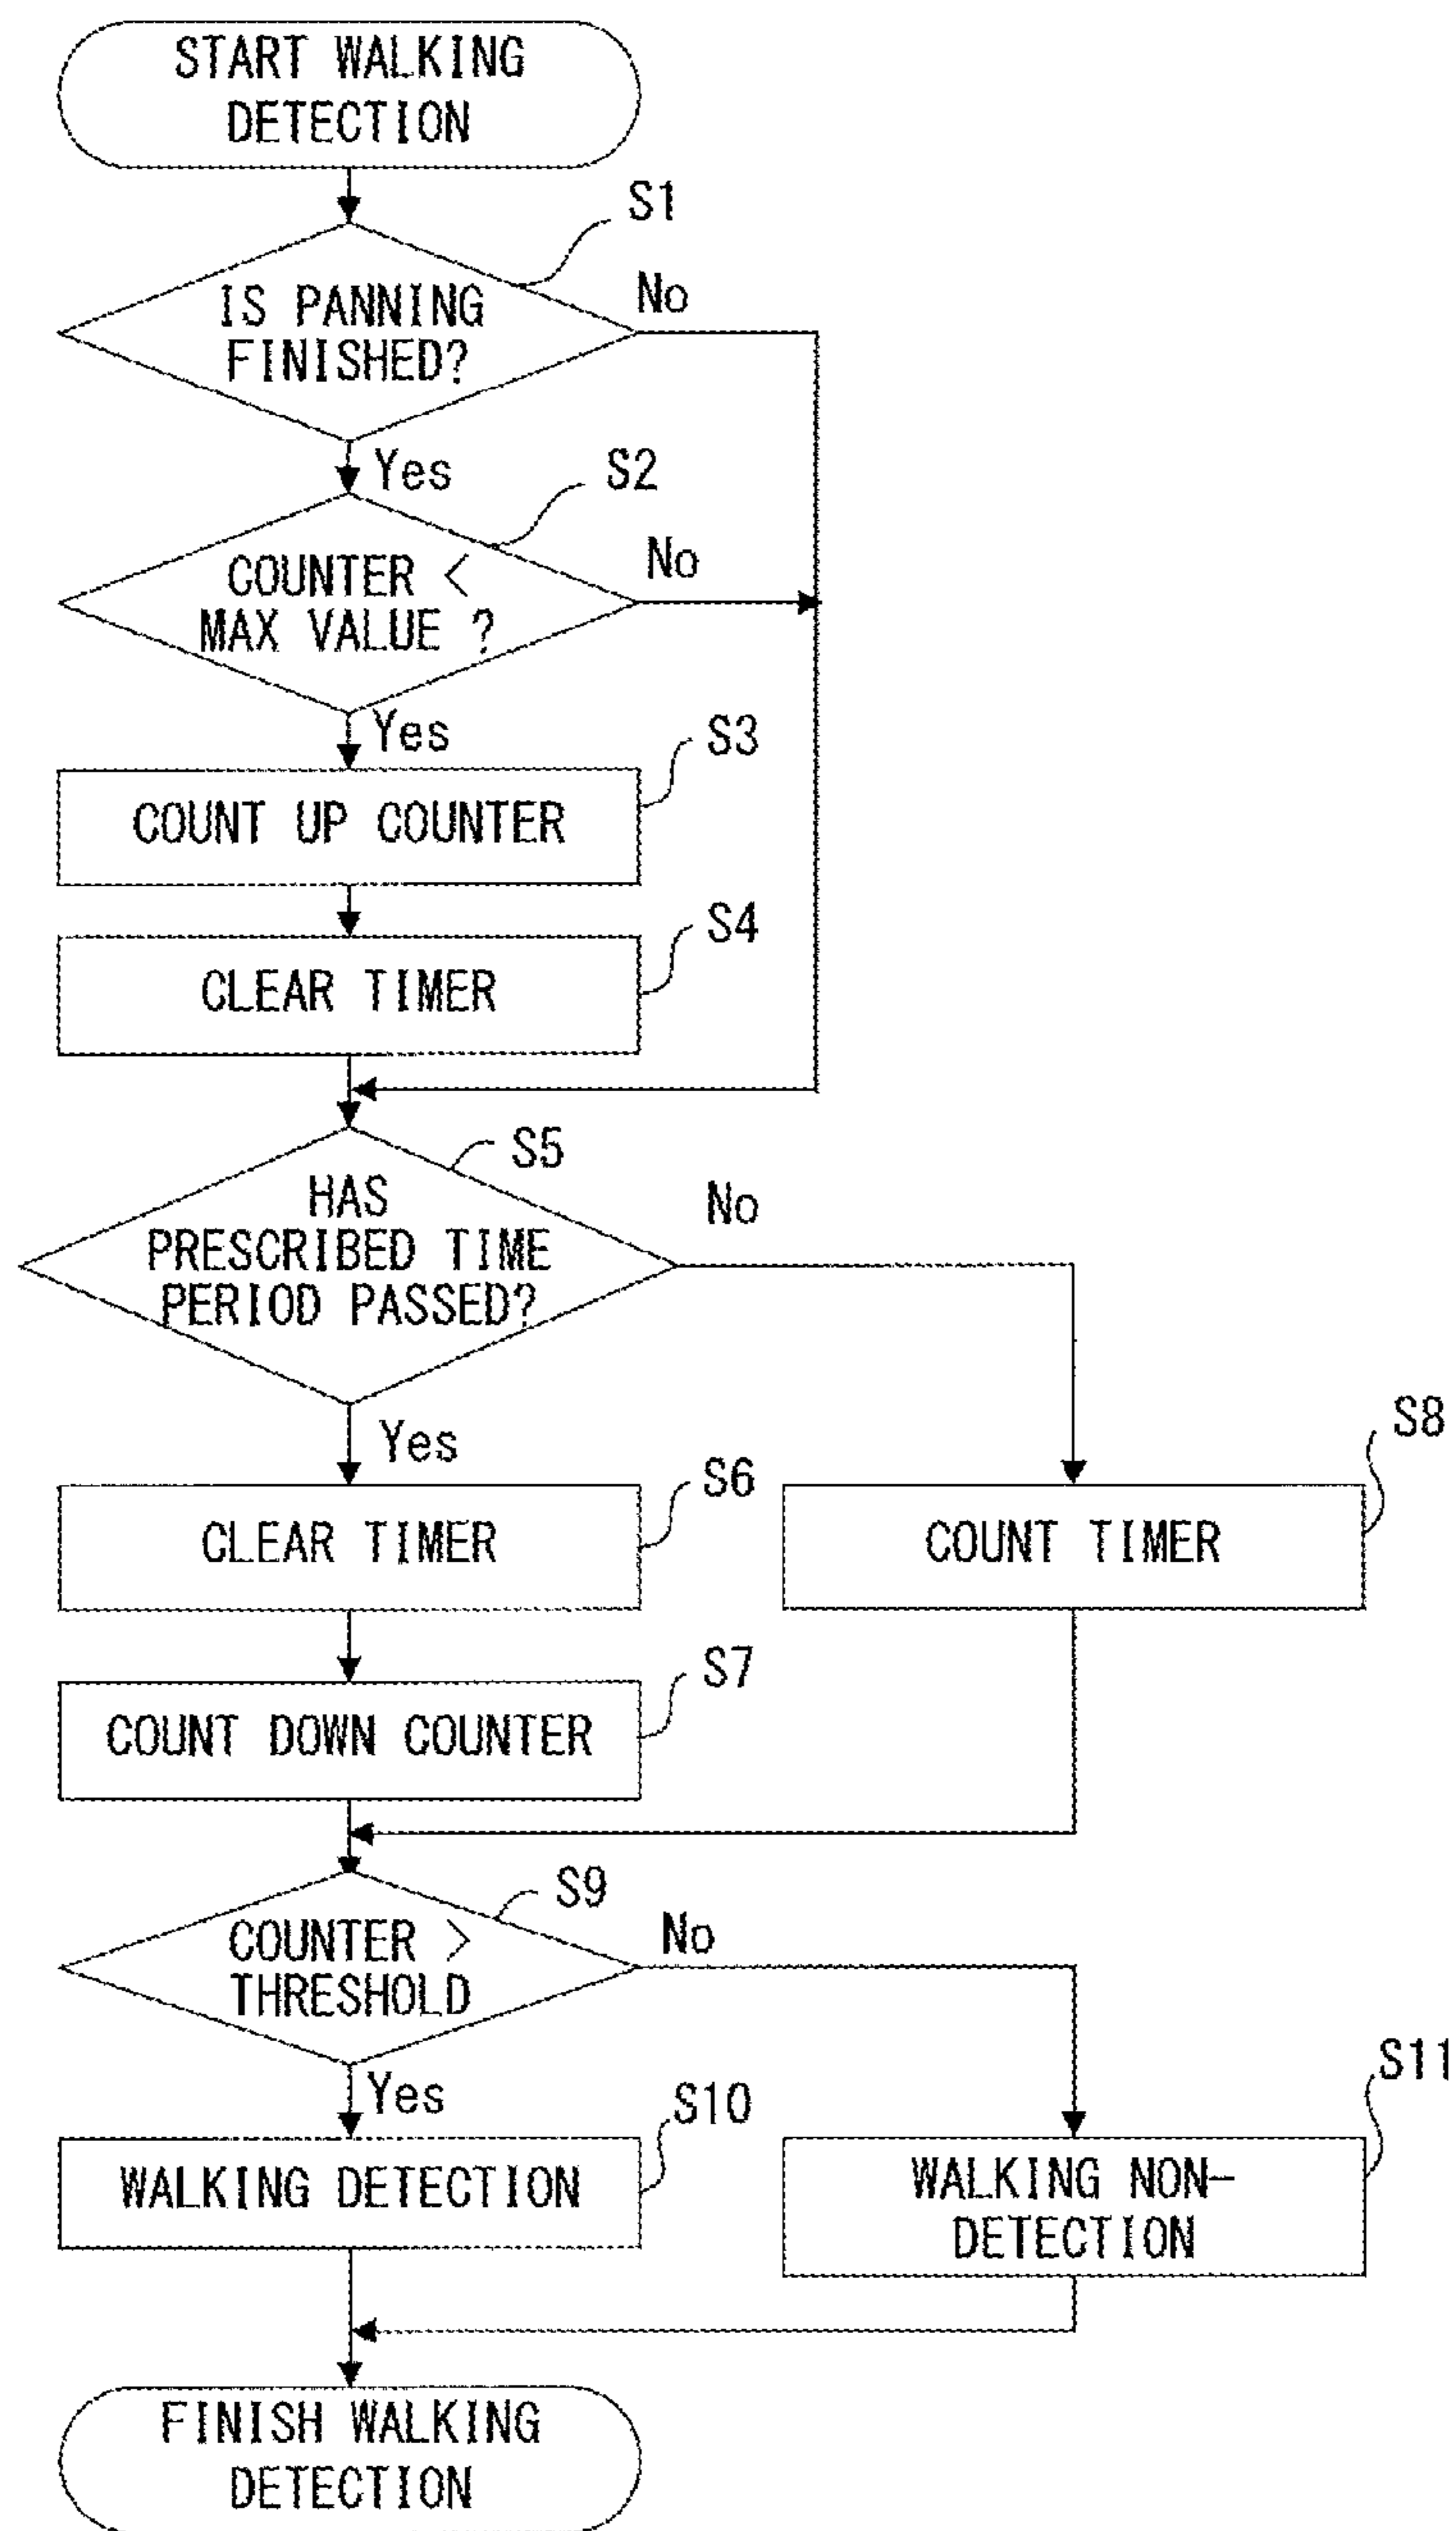 START WALKING
DETECTION
S1
IS PANNING
FINISHED?
No
Yes
S2
COUNTER <
MAX VALUE ?
No
Yes
S3
COUNT UP COUNTER
S4
CLEAR TIMER
S5
HAS
PRESCRIBED TIME
PERIOD PASSED?
No
Yes
S6
CLEAR TIMER
S8
COUNT TIMER
S7
COUNT DOWN COUNTER
S9
COUNTER >
THRESHOLD
No
Yes
S10
WALKING DETECTION
S11
WALKING NON-
DETECTION
FINISH WALKING
DETECTION